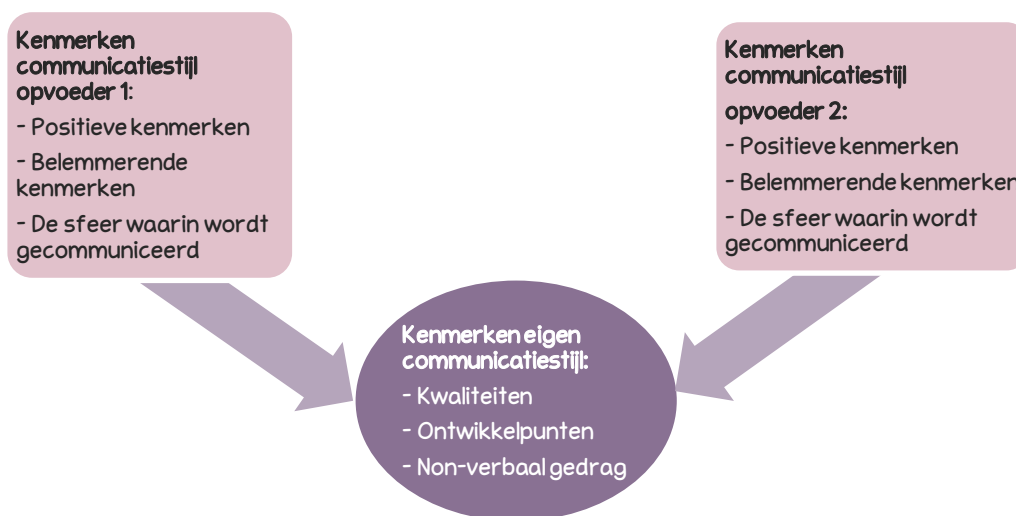 Kenmerken
communicatiestijl
opvoeder 1:
- Positieve kenmerken
- Belemmerende
kenmerken
- De sfeer waarin wordt
gecommuniceerd
Kenmerken
communicatiestijl
opvoeder 2:
- Positieve kenmerken
- Belemmerende kenmerken
- De sfeer waarin wordt
gecommuniceerd
Kenmerken eigen
communicatiestijl:
- Kwaliteiten
- Ontwikkelpunten
- Non-verbaal gedrag